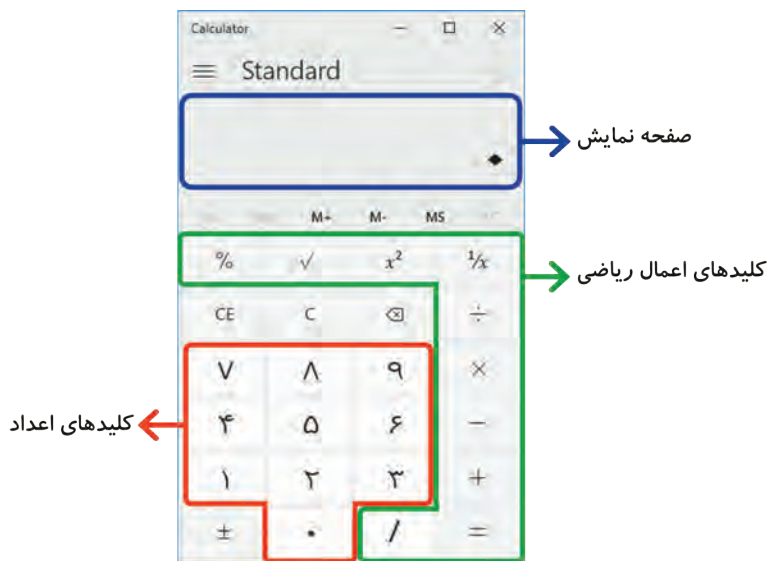 Calculator
Standard
صفحه نمایش
M+ M- MS
% √ x² ¹/x
کلیدهای اعمال ریاضی
CE C ⌫ ÷
۷ ۸ ۹ ×
کلیدهای اعداد
۴ ۵ ۶ −
۱ ۲ ۳ +
± ۰ / =